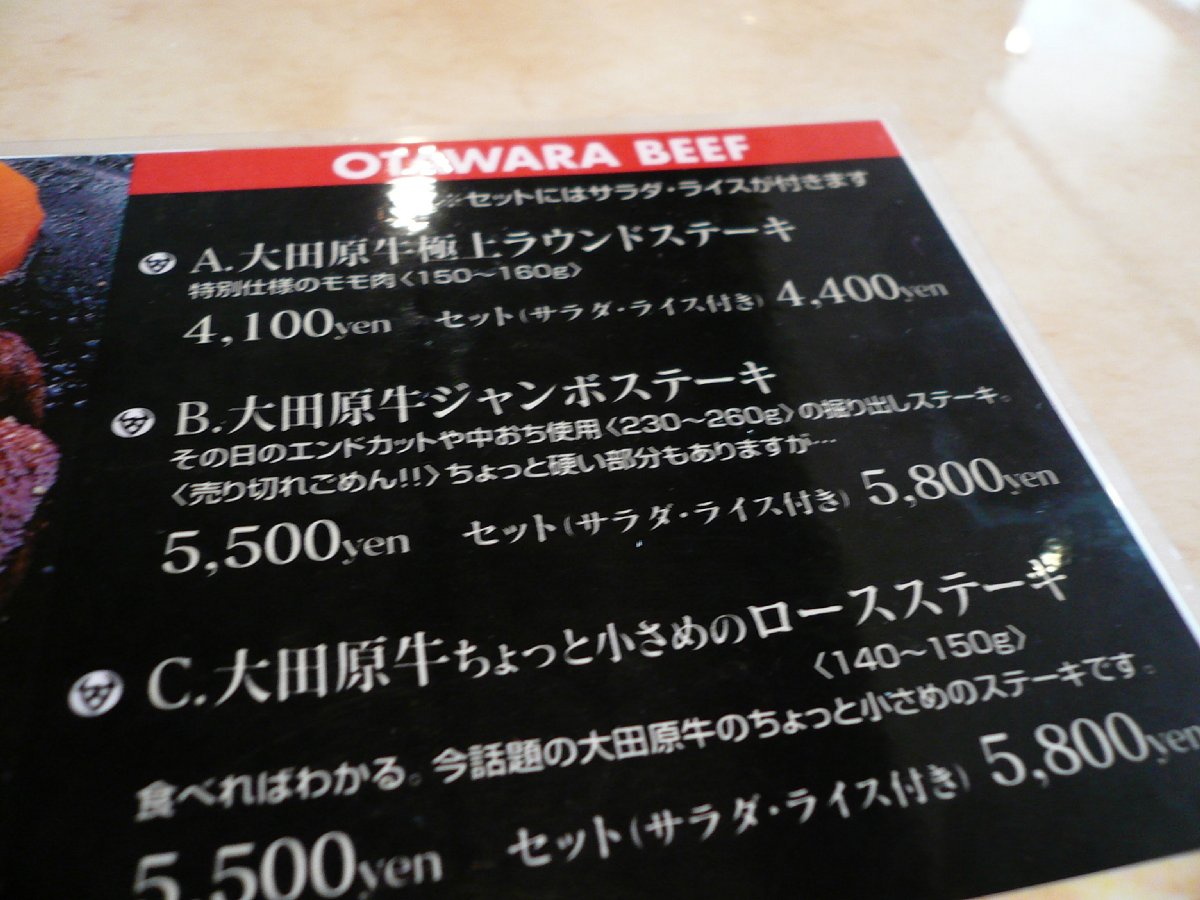 OTAWARA BEEF
※セットにはサラダ・ライスが付きます
A.大田原牛極上ラウンドステーキ
特別仕様のモモ肉〈150〜160g〉
4,100yen セット(サラダ・ライス付き) 4,400yen
B.大田原牛ジャンボステーキ
その日のエンドカットや中おち使用〈230〜260g〉の掘り出しステーキ。
〈売り切れごめん!!〉ちょっと硬い部分もありますが…
5,500yen セット(サラダ・ライス付き) 5,800yen
C.大田原牛ちょっと小さめのロースステーキ
〈140〜150g〉
食べればわかる。今話題の大田原牛のちょっと小さめのステーキです。
5,500yen セット(サラダ・ライス付き) 5,800yen